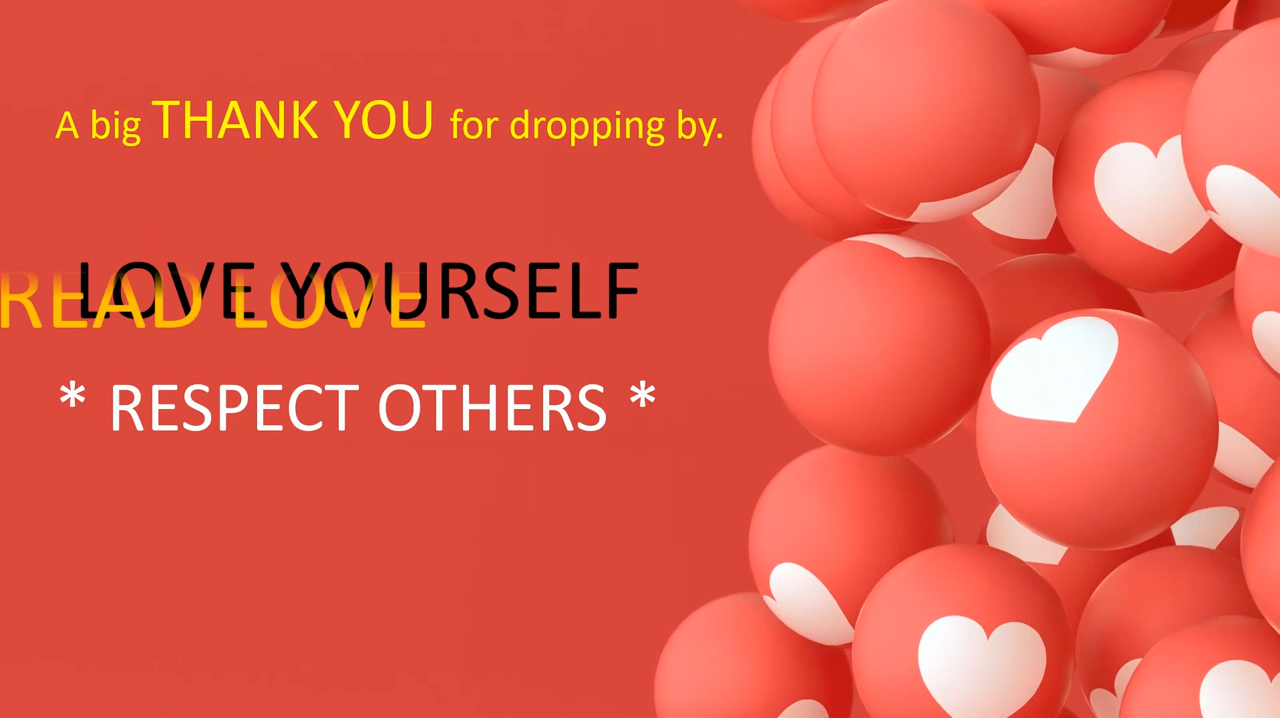 A big THANK YOU for dropping by.
LOVE YOURSELF
READ LOVE
* RESPECT OTHERS *